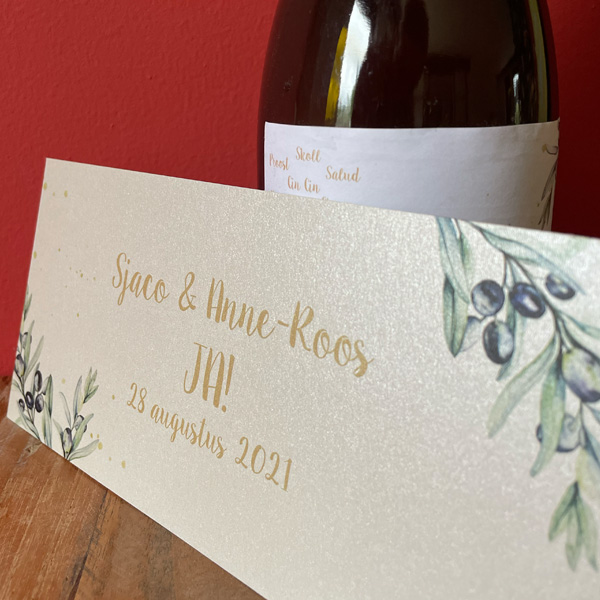 Skoll
Proost
Salud
Cin Cin
Sjaco & Anne-Roos
JA!
28 augustus 2021